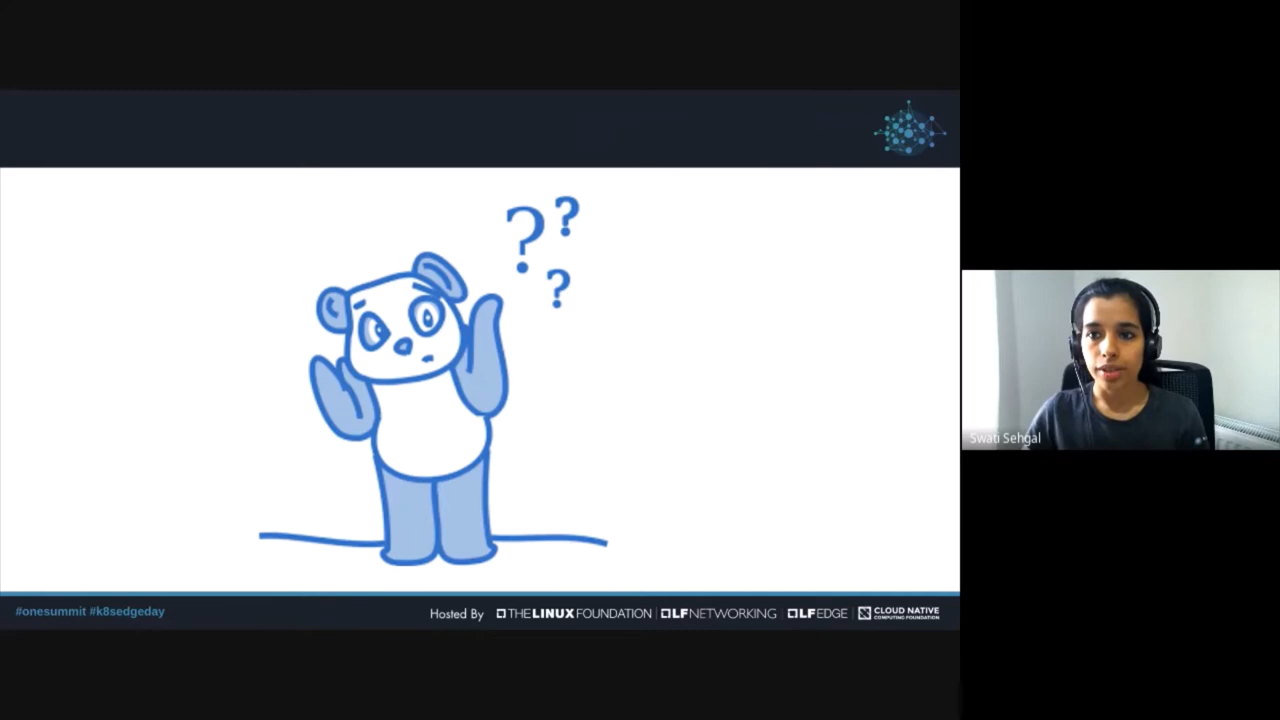 ?
?
?
Swati Sehgal
#onesummit #k8sedgeday
Hosted By THE LINUX FOUNDATION LF NETWORKING LF EDGE CLOUD NATIVE
COMPUTING FOUNDATION